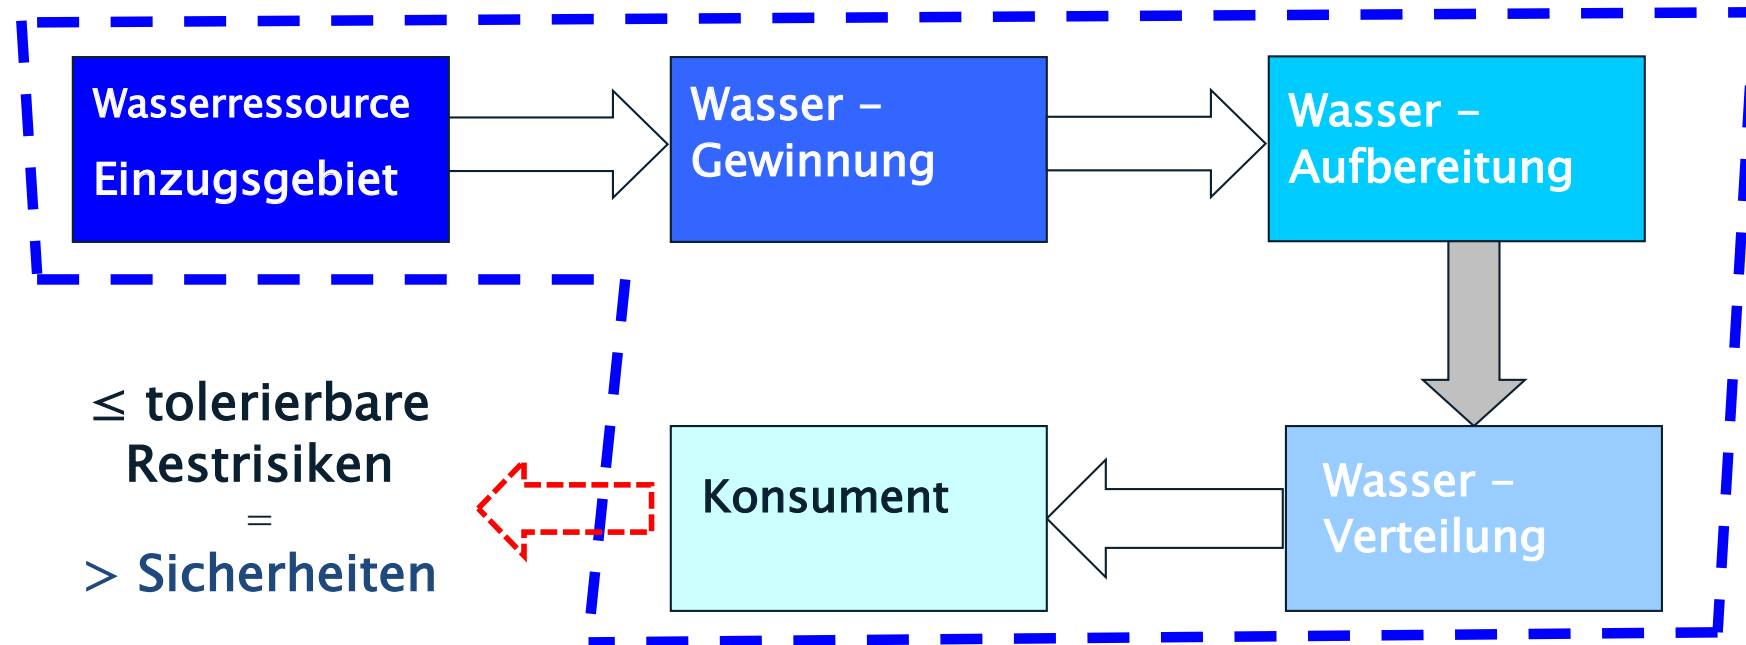 Wasserressource
Einzugsgebiet
Wasser –
Gewinnung
Wasser –
Aufbereitung
≤ tolerierbare
Restrisiken
=
> Sicherheiten
Konsument
Wasser –
Verteilung